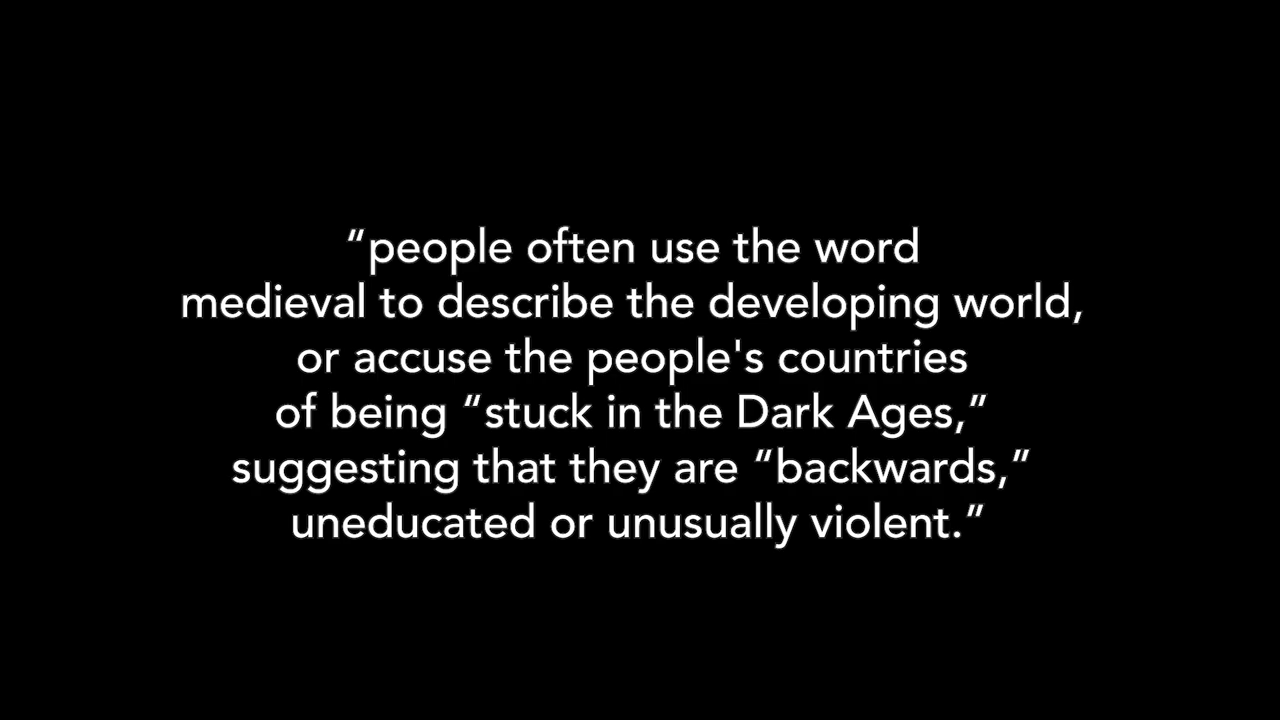 “people often use the word
medieval to describe the developing world,
or accuse the people's countries
of being “stuck in the Dark Ages,”
suggesting that they are “backwards,”
uneducated or unusually violent.”